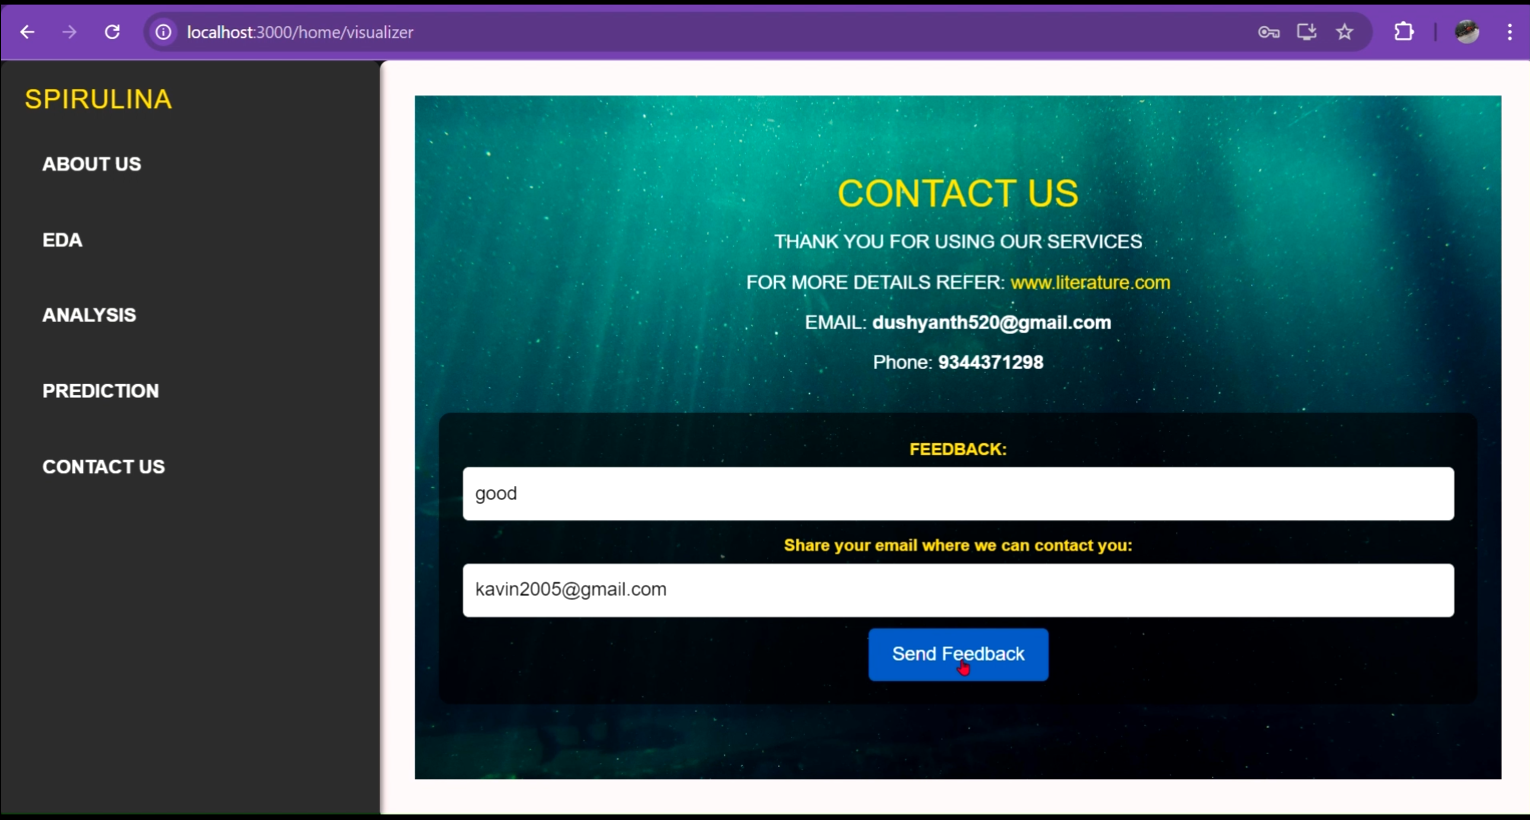 localhost:3000/home/visualizer
SPIRULINA
ABOUT US
EDA
ANALYSIS
PREDICTION
CONTACT US
CONTACT US
THANK YOU FOR USING OUR SERVICES
FOR MORE DETAILS REFER: www.literature.com
EMAIL: dushyanth520@gmail.com
Phone: 9344371298
FEEDBACK:
good
Share your email where we can contact you:
kavin2005@gmail.com
Send Feedback